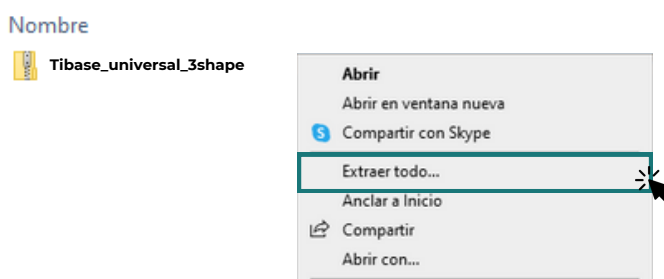 Nombre
Tibase_universal_3shape
Abrir
Abrir en ventana nueva
Compartir con Skype
Extraer todo...
Anclar a Inicio
Compartir
Abrir con...